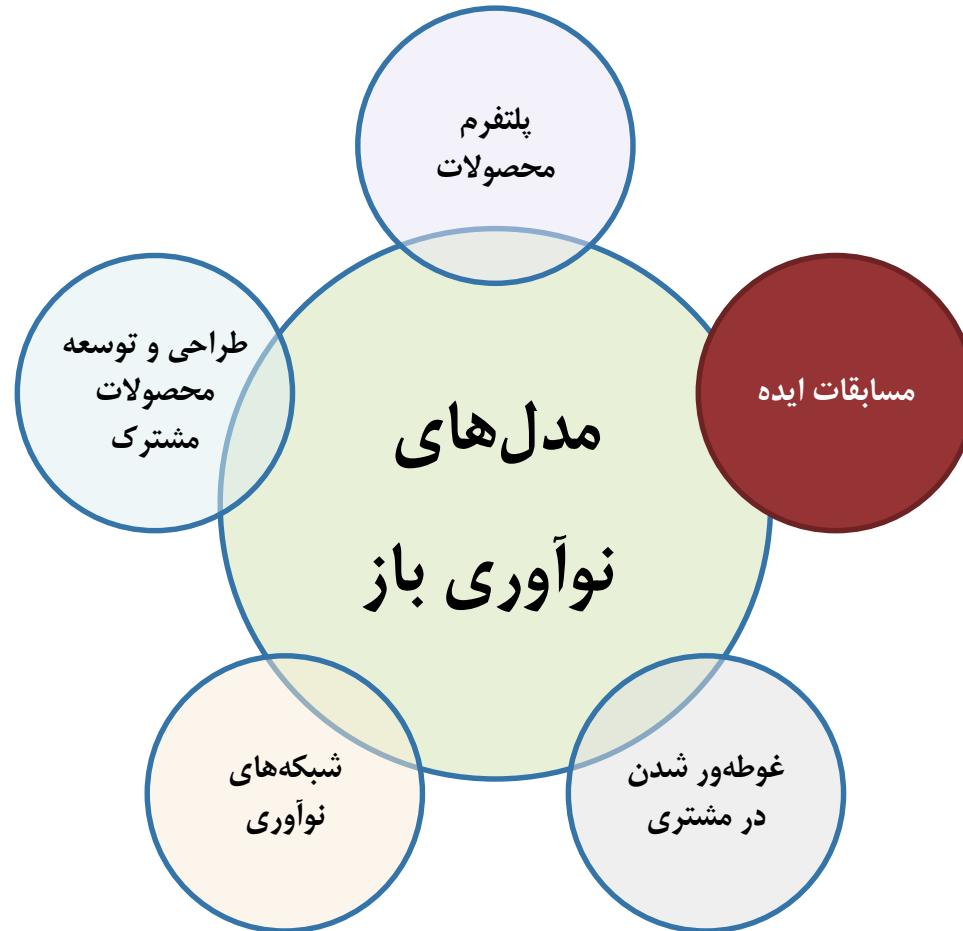 پلتفرم
محصولات
مسابقات ایده
طراحی و توسعه
محصولات
مشترک
مدل‌های
نوآوری باز
غوطه‌ور شدن
در مشتری
شبکه‌های
نوآوری